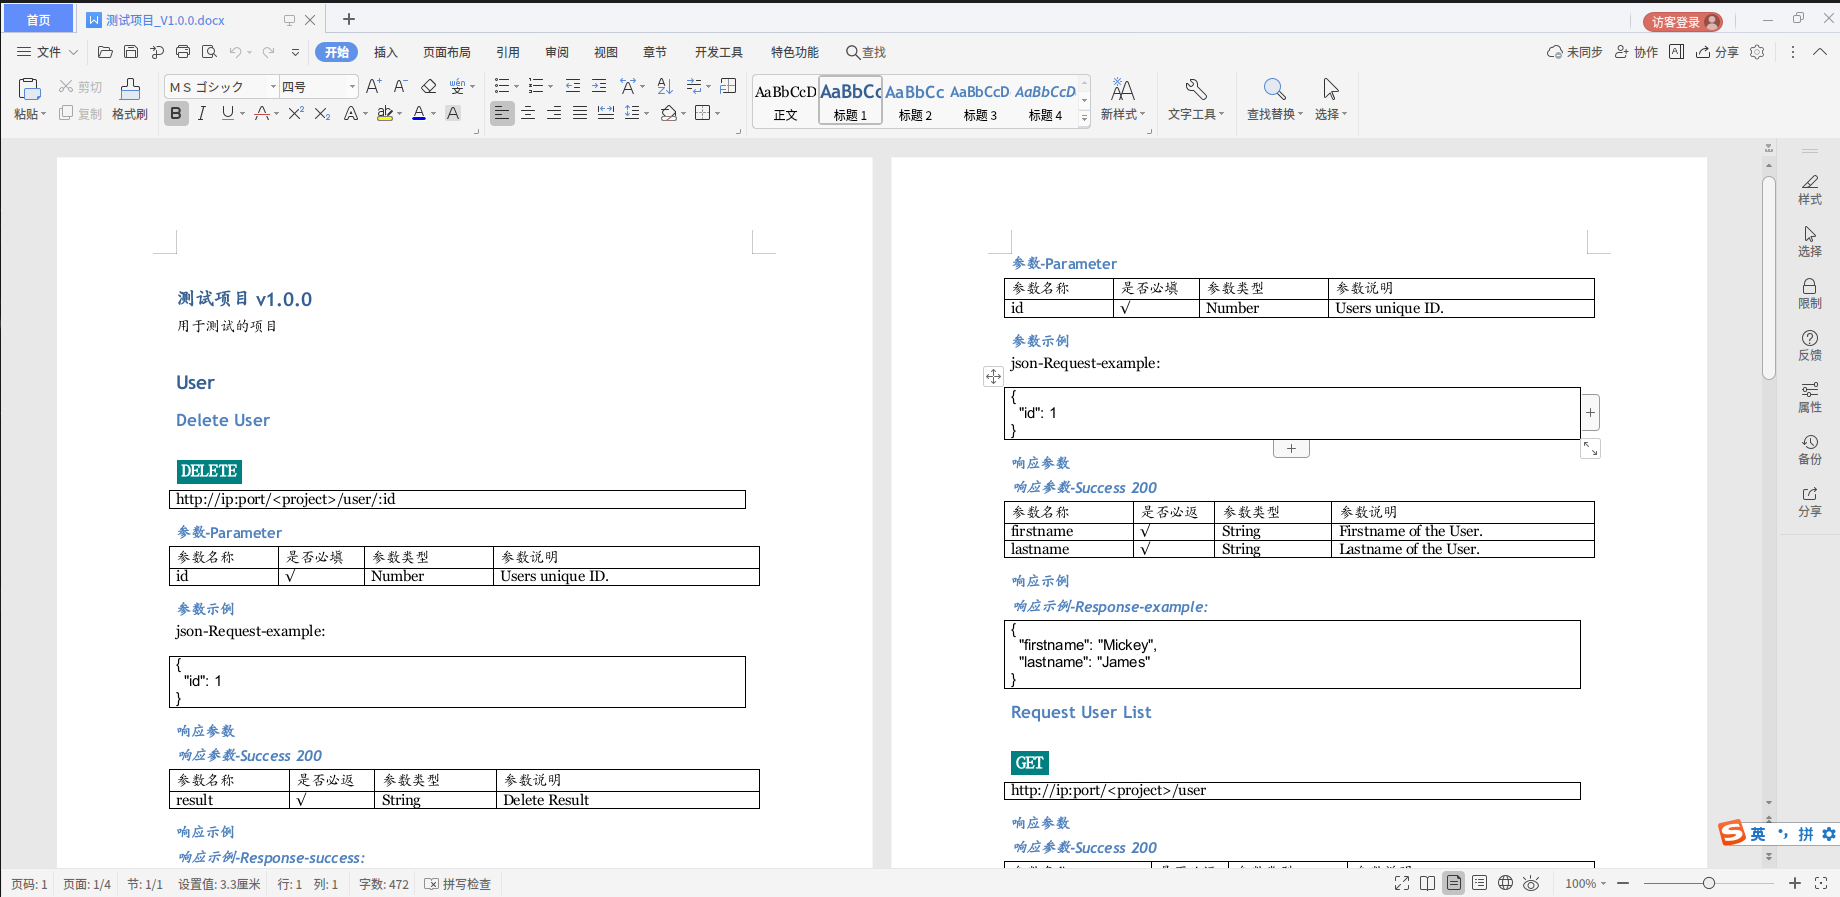 首页
测试项目_V1.0.0.docx
访客登录
文件
开始
插入
页面布局
引用
审阅
视图
章节
开发工具
特色功能
查找
未同步
协作
分享
粘贴
剪切
复制
格式刷
MS ゴシック
四号
AaBbCcD
正文
AaBbCc
标题 1
AaBbCc
标题 2
AaBbCcD
标题 3
AaBbCcD
标题 4
新样式
文字工具
查找替换
选择
测试项目 v1.0.0
用于测试的项目
User
Delete User
DELETE
http://ip:port/<project>/user/:id
参数-Parameter
参数名称 是否必填 参数类型 参数说明
id √ Number Users unique ID.
参数示例
json-Request-example:
{
"id": 1
}
响应参数
响应参数-Success 200
参数名称 是否必返 参数类型 参数说明
result √ String Delete Result
响应示例
响应示例-Response-success:
参数-Parameter
参数名称 是否必填 参数类型 参数说明
id √ Number Users unique ID.
参数示例
json-Request-example:
{
"id": 1
}
响应参数
响应参数-Success 200
参数名称 是否必返 参数类型 参数说明
firstname √ String Firstname of the User.
lastname √ String Lastname of the User.
响应示例
响应示例-Response-example:
{
"firstname": "Mickey",
"lastname": "James"
}
Request User List
GET
http://ip:port/<project>/user
响应参数
响应参数-Success 200
样式
选择
限制
反馈
属性
备份
分享
英 拼
页码: 1
页面: 1/4
节: 1/1
设置值: 3.3厘米
行: 1
列: 1
字数: 472
拼写检查
100%